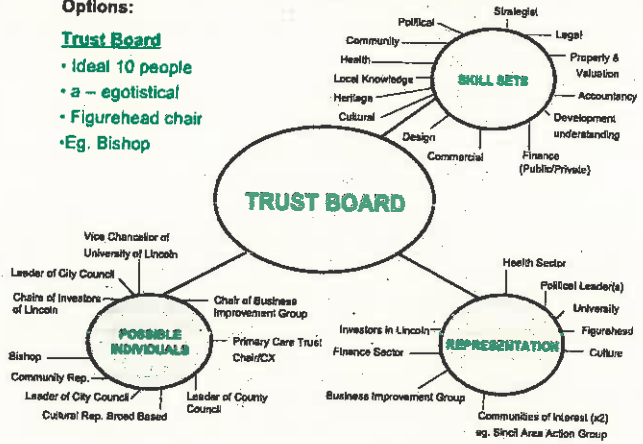 Options:
Trust Board
• Ideal 10 people
• a – egotistical
• Figurehead chair
•Eg. Bishop
Strategist
Political
Legal
Community
Property &
Valuation
Health
Local Knowledge
SKILL SETS
Accountancy
Heritage
Cultural
Development
understanding
Design
Commercial
Finance
(Public/Private)
TRUST BOARD
Vice Chancellor of
University of Lincoln
Leader of City Council
Chairs of Investors
of Lincoln
Chair of Business
Improvement Group
POSSIBLE
INDIVIDUALS
Primary Care Trust
Chair/CX
Bishop
Community Rep.
Leader of City Council
Cultural Rep. Broad Based
Leader of County
Council
Health Sector
Political Leader(s)
University
Investors in Lincoln
Figurehead
REPRESENTATION
Finance Sector
Culture
Business Improvement Group
Communities of Interest (x2)
eg. Sincil Area Action Group